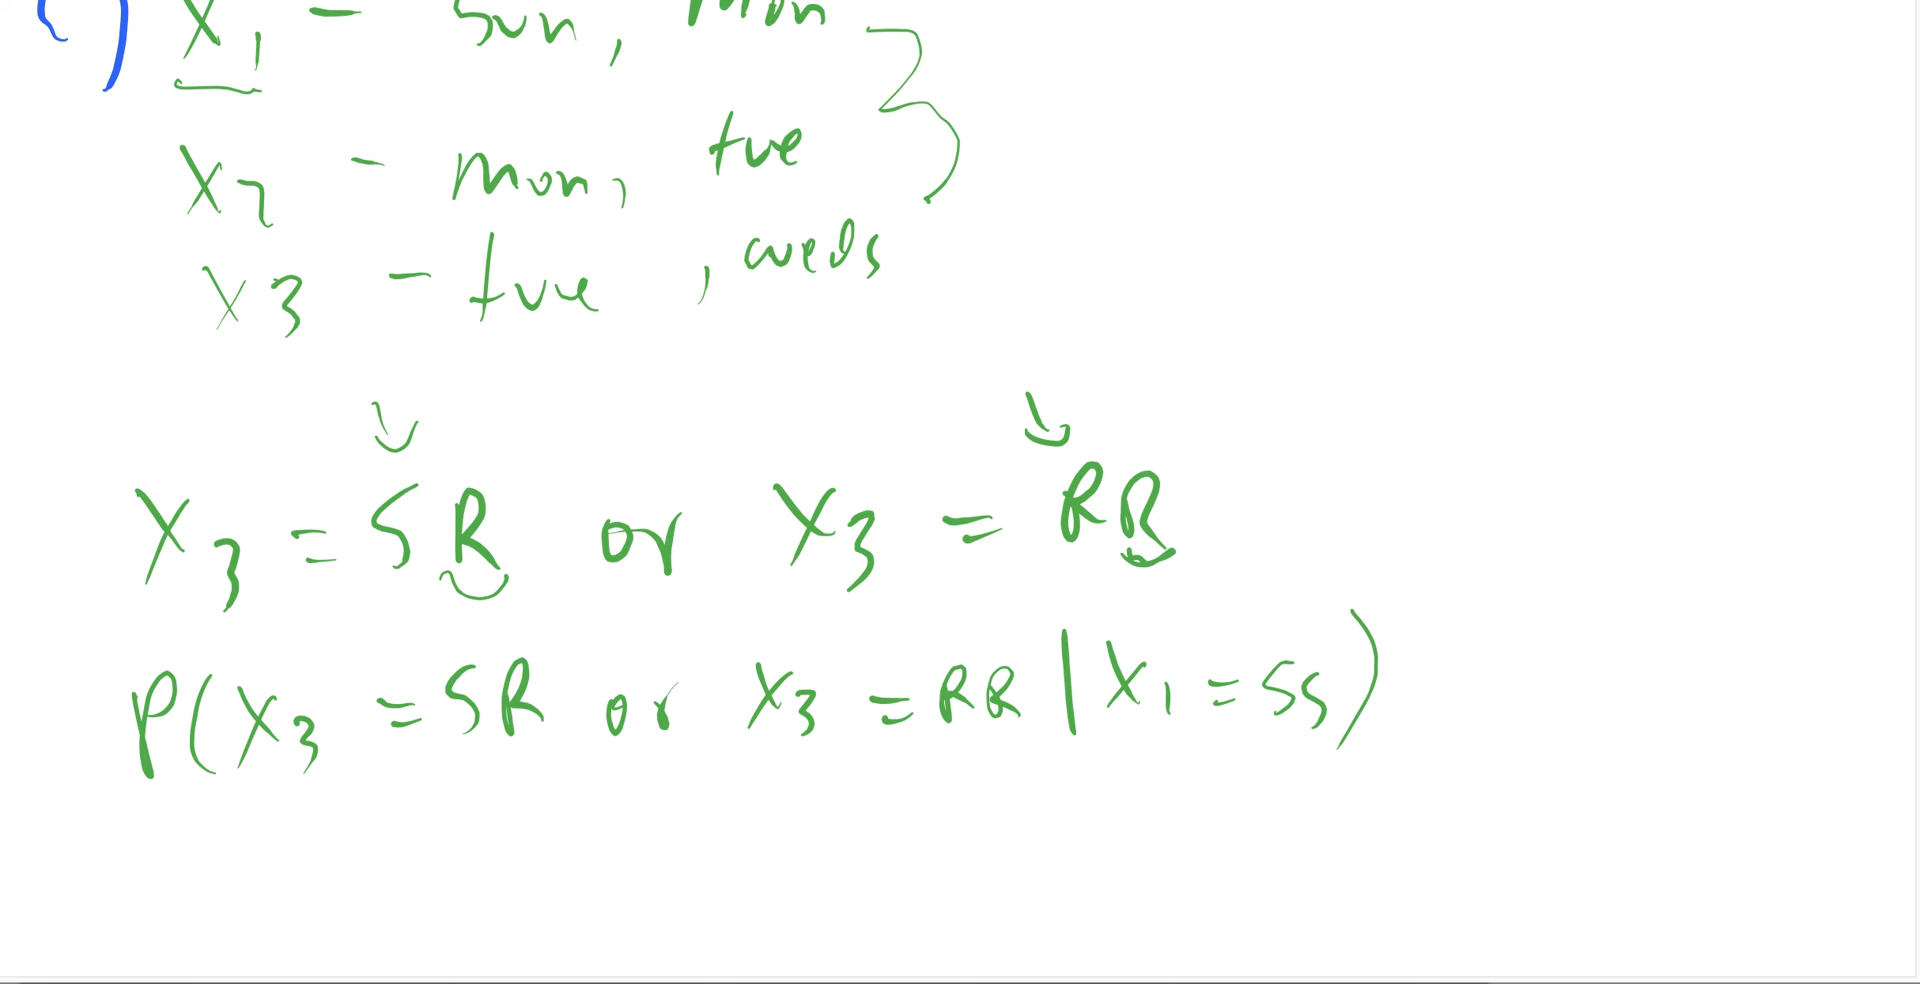 () X1 - Sun, Mon
X2 - mon, tue
X3 - tue, weds
X3 = SR or X3 = RR
P(X3 = SR or X3 = RR | X1 = SS)